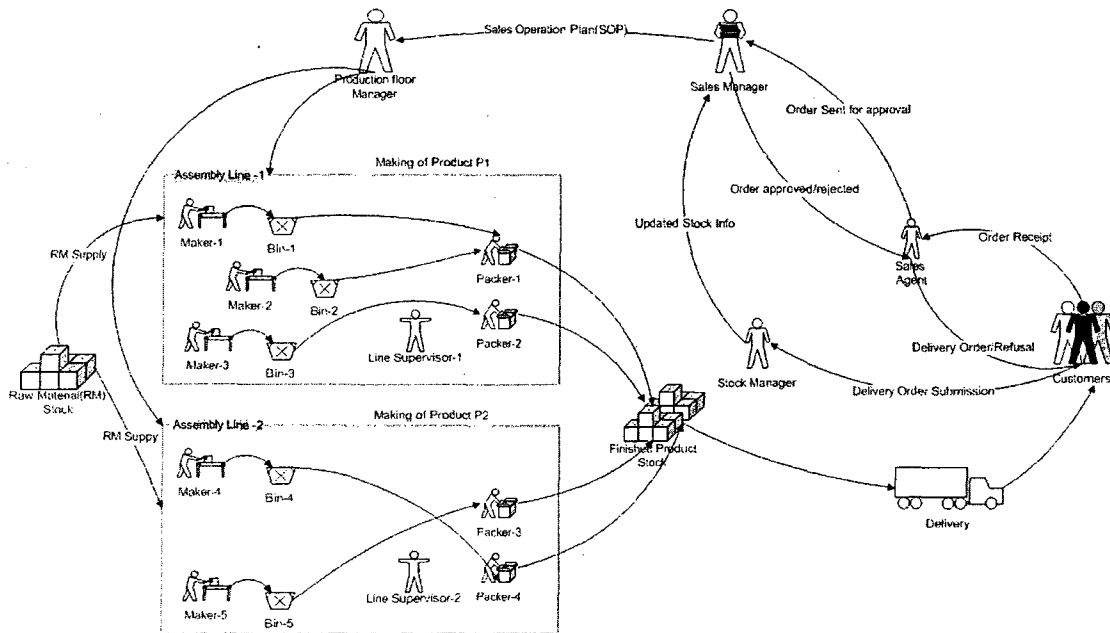 Sales Operation Plan(SOP)
Production floor
Manager
Sales Manager
Order Sent for approval
Making of Product P1
Assembly Line -1
Order approved/rejected
Maker-1
Bin-1
Updated Stock Info
Order Receipt
RM Supply
Packer-1
Sales
Agent
Maker-2
Bin-2
Line Supervisor-1
Packer-2
Delivery Order/Refusal
Maker-3
Bin-3
Stock Manager
Customers
Delivery Order Submission
Raw Material(RM)
Stock
Making of Product P2
Assembly Line -2
RM Suppy
Finished Product
Stock
Maker-4
Bin-4
Delivery
Packer-3
Line Supervisor-2
Packer-4
Maker-5
Bin-5